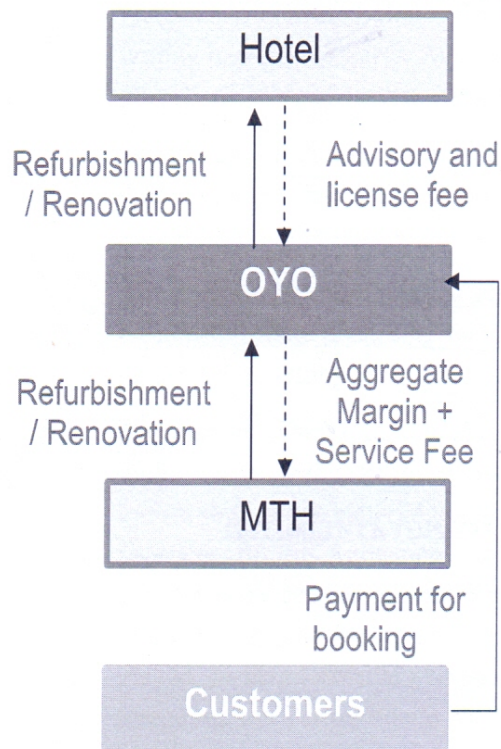 Hotel
Refurbishment
/ Renovation
Advisory and
license fee
OYO
Refurbishment
/ Renovation
Aggregate
Margin +
Service Fee
MTH
Payment for
booking
Customers